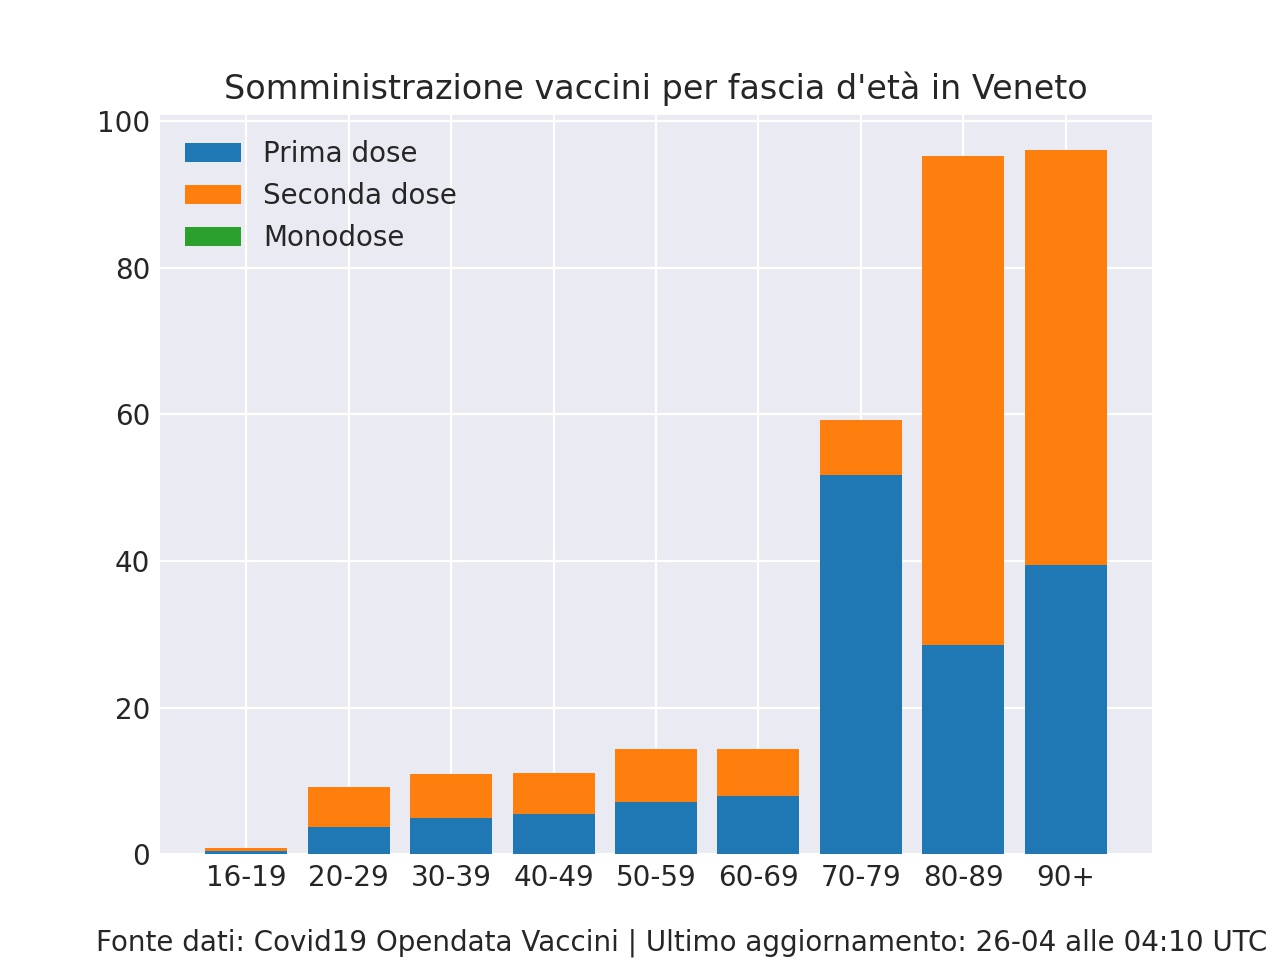 Somministrazione vaccini per fascia d'età in Veneto
100
80
60
40
20
0
Prima dose
Seconda dose
Monodose
16-19 20-29 30-39 40-49 50-59 60-69 70-79 80-89 90+
Fonte dati: Covid19 Opendata Vaccini | Ultimo aggiornamento: 26-04 alle 04:10 UTC